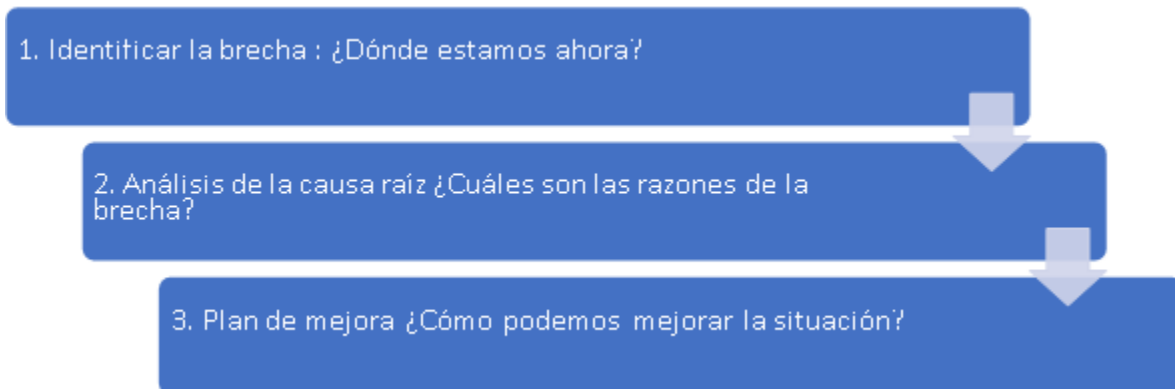 1. Identificar la brecha : ¿Dónde estamos ahora?
2. Análisis de la causa raíz ¿Cuáles son las razones de la
brecha?
3. Plan de mejora ¿Cómo podemos mejorar la situación?